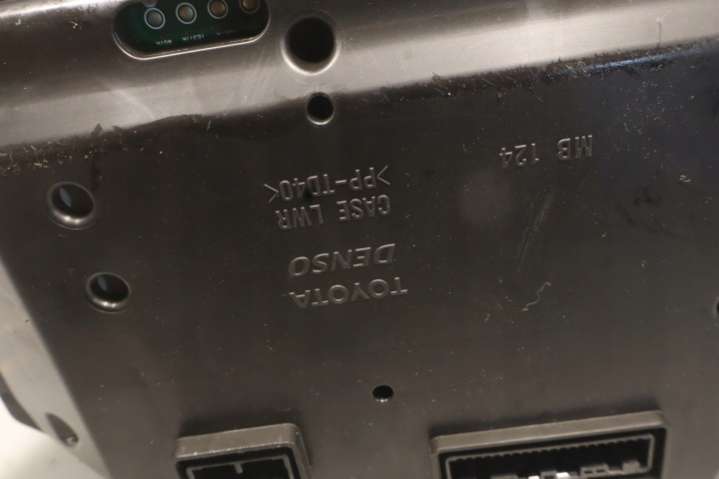 TOYOTA
DENSO
CASE LWR
>PP-TD40<
MB 124